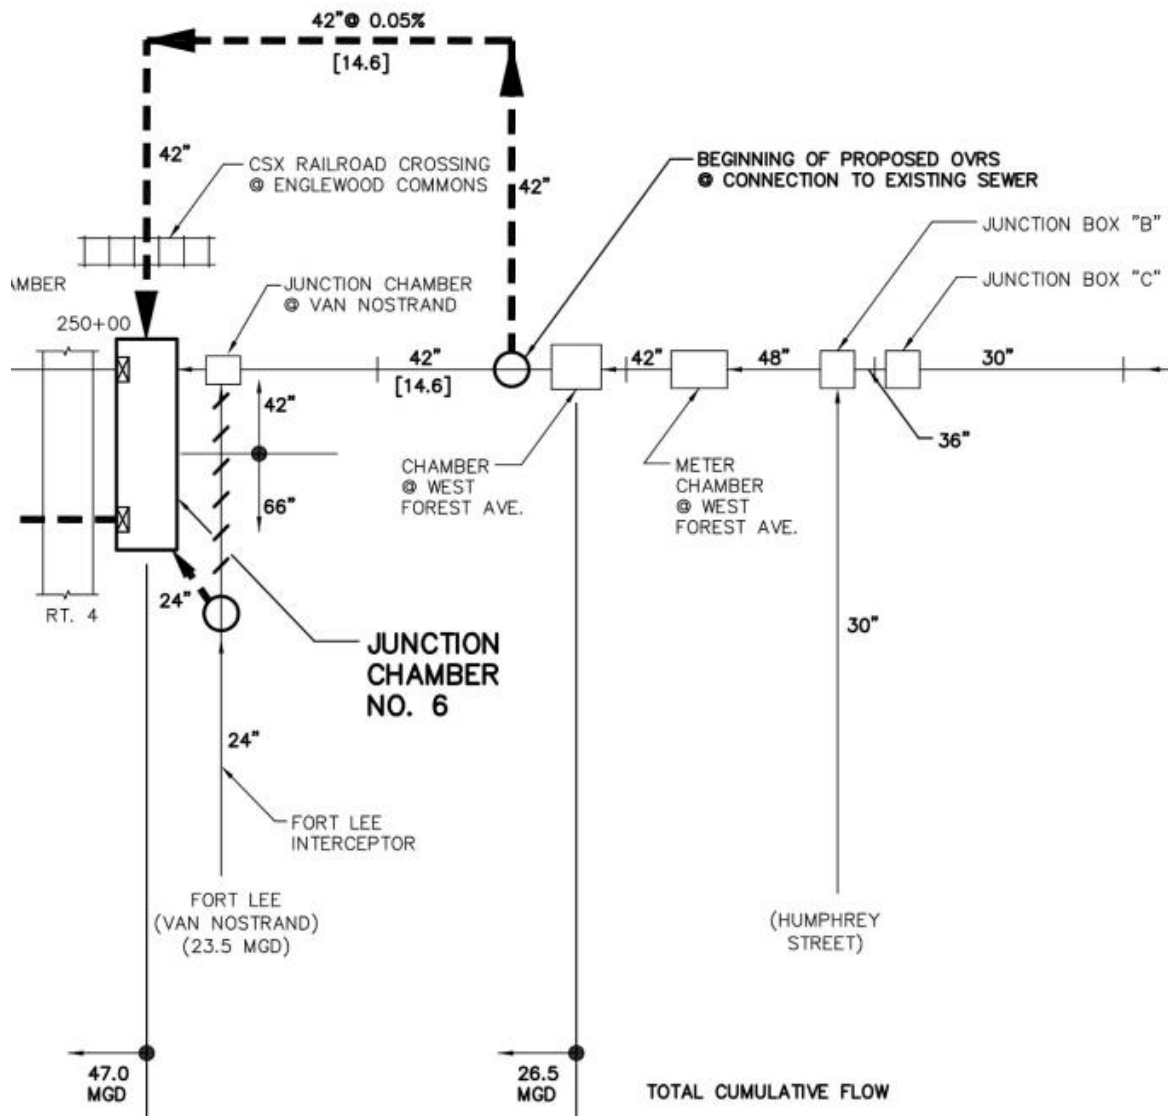 42"@ 0.05%
[14.6]
42"
CSX RAILROAD CROSSING
@ ENGLEWOOD COMMONS
42"
BEGINNING OF PROPOSED OVRS
@ CONNECTION TO EXISTING SEWER
JUNCTION BOX "B"
AMBER
JUNCTION CHAMBER
@ VAN NOSTRAND
JUNCTION BOX "C"
250+00
42"
[14.6]
42"
48"
30"
42"
36"
CHAMBER
@ WEST
FOREST AVE.
METER
CHAMBER
@ WEST
FOREST AVE.
66"
RT. 4
24"
30"
JUNCTION
CHAMBER
NO. 6
24"
FORT LEE
INTERCEPTOR
FORT LEE
(VAN NOSTRAND)
(23.5 MGD)
(HUMPHREY
STREET)
47.0
MGD
26.5
MGD
TOTAL CUMULATIVE FLOW